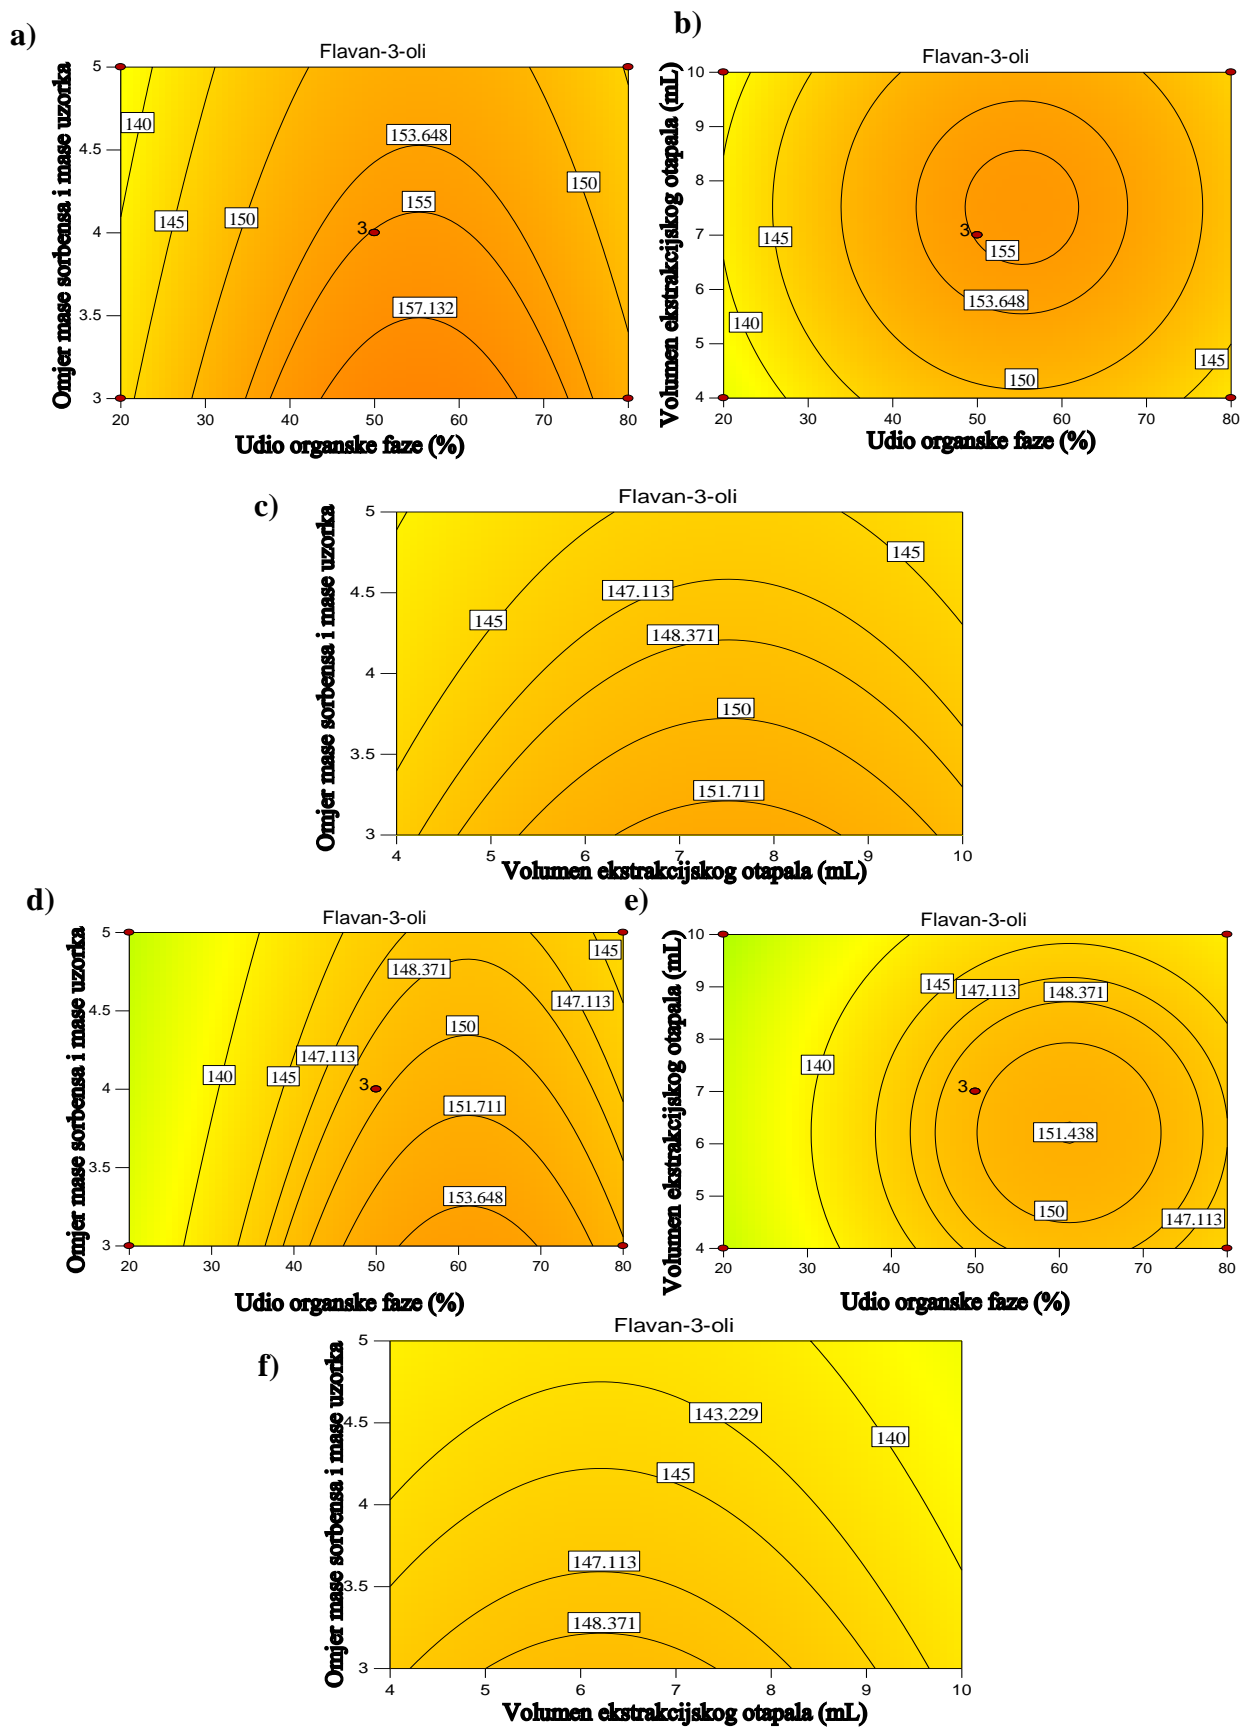 a)
Flavan-3-oli
Omjer mase sorbensa i mase uzorka
5
4.5
4
3.5
3
140
145
150
153.648
155
157.132
150
3
20 30 40 50 60 70 80
Udio organske faze (%)
b)
Flavan-3-oli
Volumen ekstrakcijskog otapala (mL)
10
9
8
7
6
5
4
145
140
3
155
153.648
150
145
20 30 40 50 60 70 80
Udio organske faze (%)
c)
Flavan-3-oli
Omjer mase sorbensa i mase uzorka
5
4.5
4
3.5
3
145
147.113
148.371
150
151.711
145
4 5 6 7 8 9 10
Volumen ekstrakcijskog otapala (mL)
d)
Flavan-3-oli
Omjer mase sorbensa i mase uzorka
5
4.5
4
3.5
3
140
145
147.113
148.371
150
151.711
153.648
147.113
145
3
20 30 40 50 60 70 80
Udio organske faze (%)
e)
Flavan-3-oli
Volumen ekstrakcijskog otapala (mL)
10
9
8
7
6
5
4
140
145
147.113
148.371
3
151.438
150
147.113
20 30 40 50 60 70 80
Udio organske faze (%)
f)
Flavan-3-oli
Omjer mase sorbensa i mase uzorka
5
4.5
4
3.5
3
143.229
140
145
147.113
148.371
4 5 6 7 8 9 10
Volumen ekstrakcijskog otapala (mL)